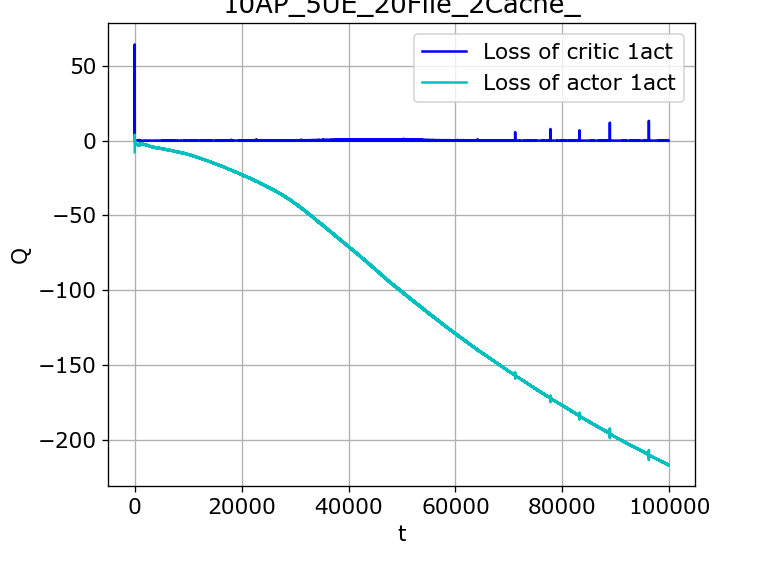 10AP_5UE_20File_2Cache_
Loss of critic 1act
Loss of actor 1act
50
0
−50
−100
−150
−200
Q
0 20000 40000 60000 80000 100000
t